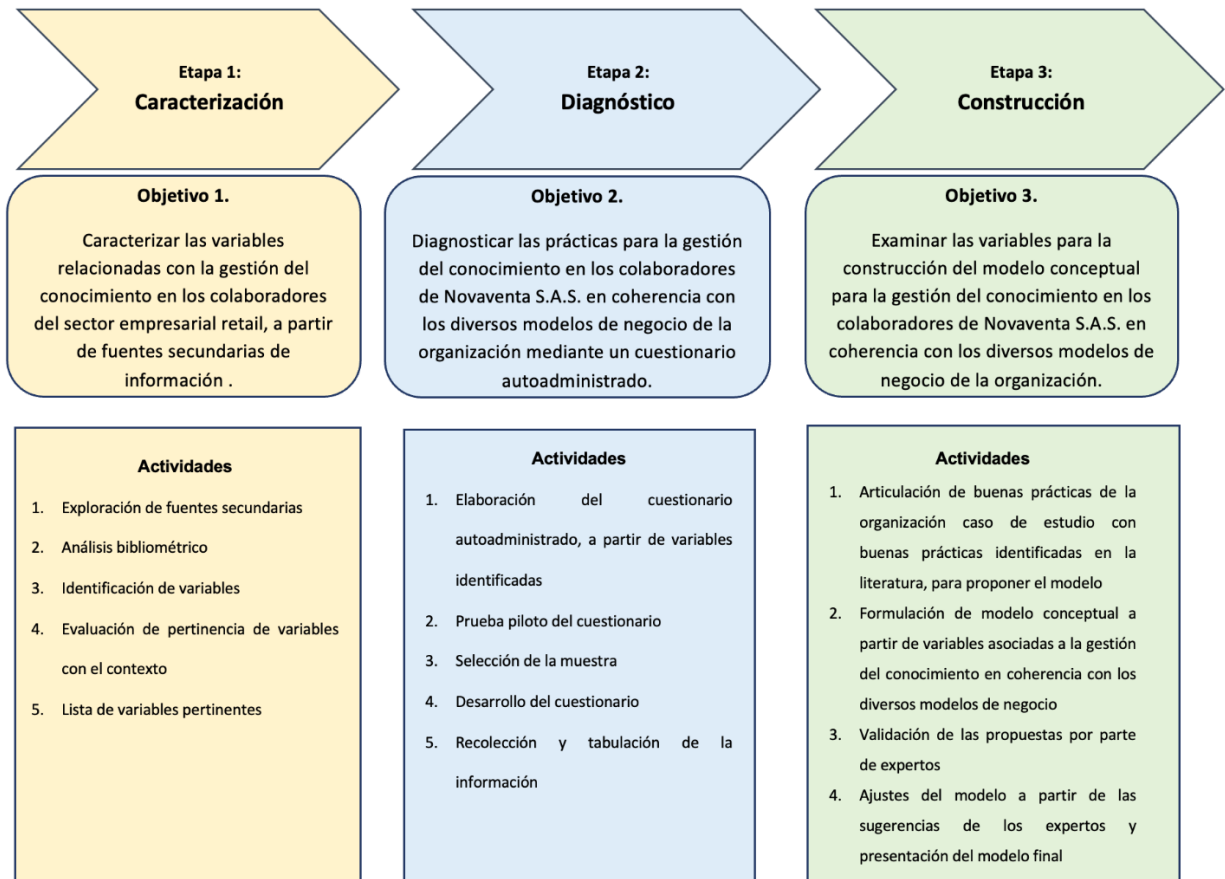 Etapa 1:
Caracterización
Objetivo 1.
Caracterizar las variables
relacionadas con la gestión del
conocimiento en los colaboradores
del sector empresarial retail, a partir
de fuentes secundarias de
información .
Actividades
1. Exploración de fuentes secundarias
2. Análisis bibliométrico
3. Identificación de variables
4. Evaluación de pertinencia de variables
con el contexto
5. Lista de variables pertinentes
Etapa 2:
Diagnóstico
Objetivo 2.
Diagnosticar las prácticas para la gestión
del conocimiento en los colaboradores
de Novaventa S.A.S. en coherencia con
los diversos modelos de negocio de la
organización mediante un cuestionario
autoadministrado.
Actividades
1. Elaboración del cuestionario
autoadministrado, a partir de variables
identificadas
2. Prueba piloto del cuestionario
3. Selección de la muestra
4. Desarrollo del cuestionario
5. Recolección y tabulación de la
información
Etapa 3:
Construcción
Objetivo 3.
Examinar las variables para la
construcción del modelo conceptual
para la gestión del conocimiento en los
colaboradores de Novaventa S.A.S. en
coherencia con los diversos modelos de
negocio de la organización.
Actividades
1. Articulación de buenas prácticas de la
organización caso de estudio con
buenas prácticas identificadas en la
literatura, para proponer el modelo
2. Formulación de modelo conceptual a
partir de variables asociadas a la gestión
del conocimiento en coherencia con los
diversos modelos de negocio
3. Validación de las propuestas por parte
de expertos
4. Ajustes del modelo a partir de las
sugerencias de los expertos y
presentación del modelo final